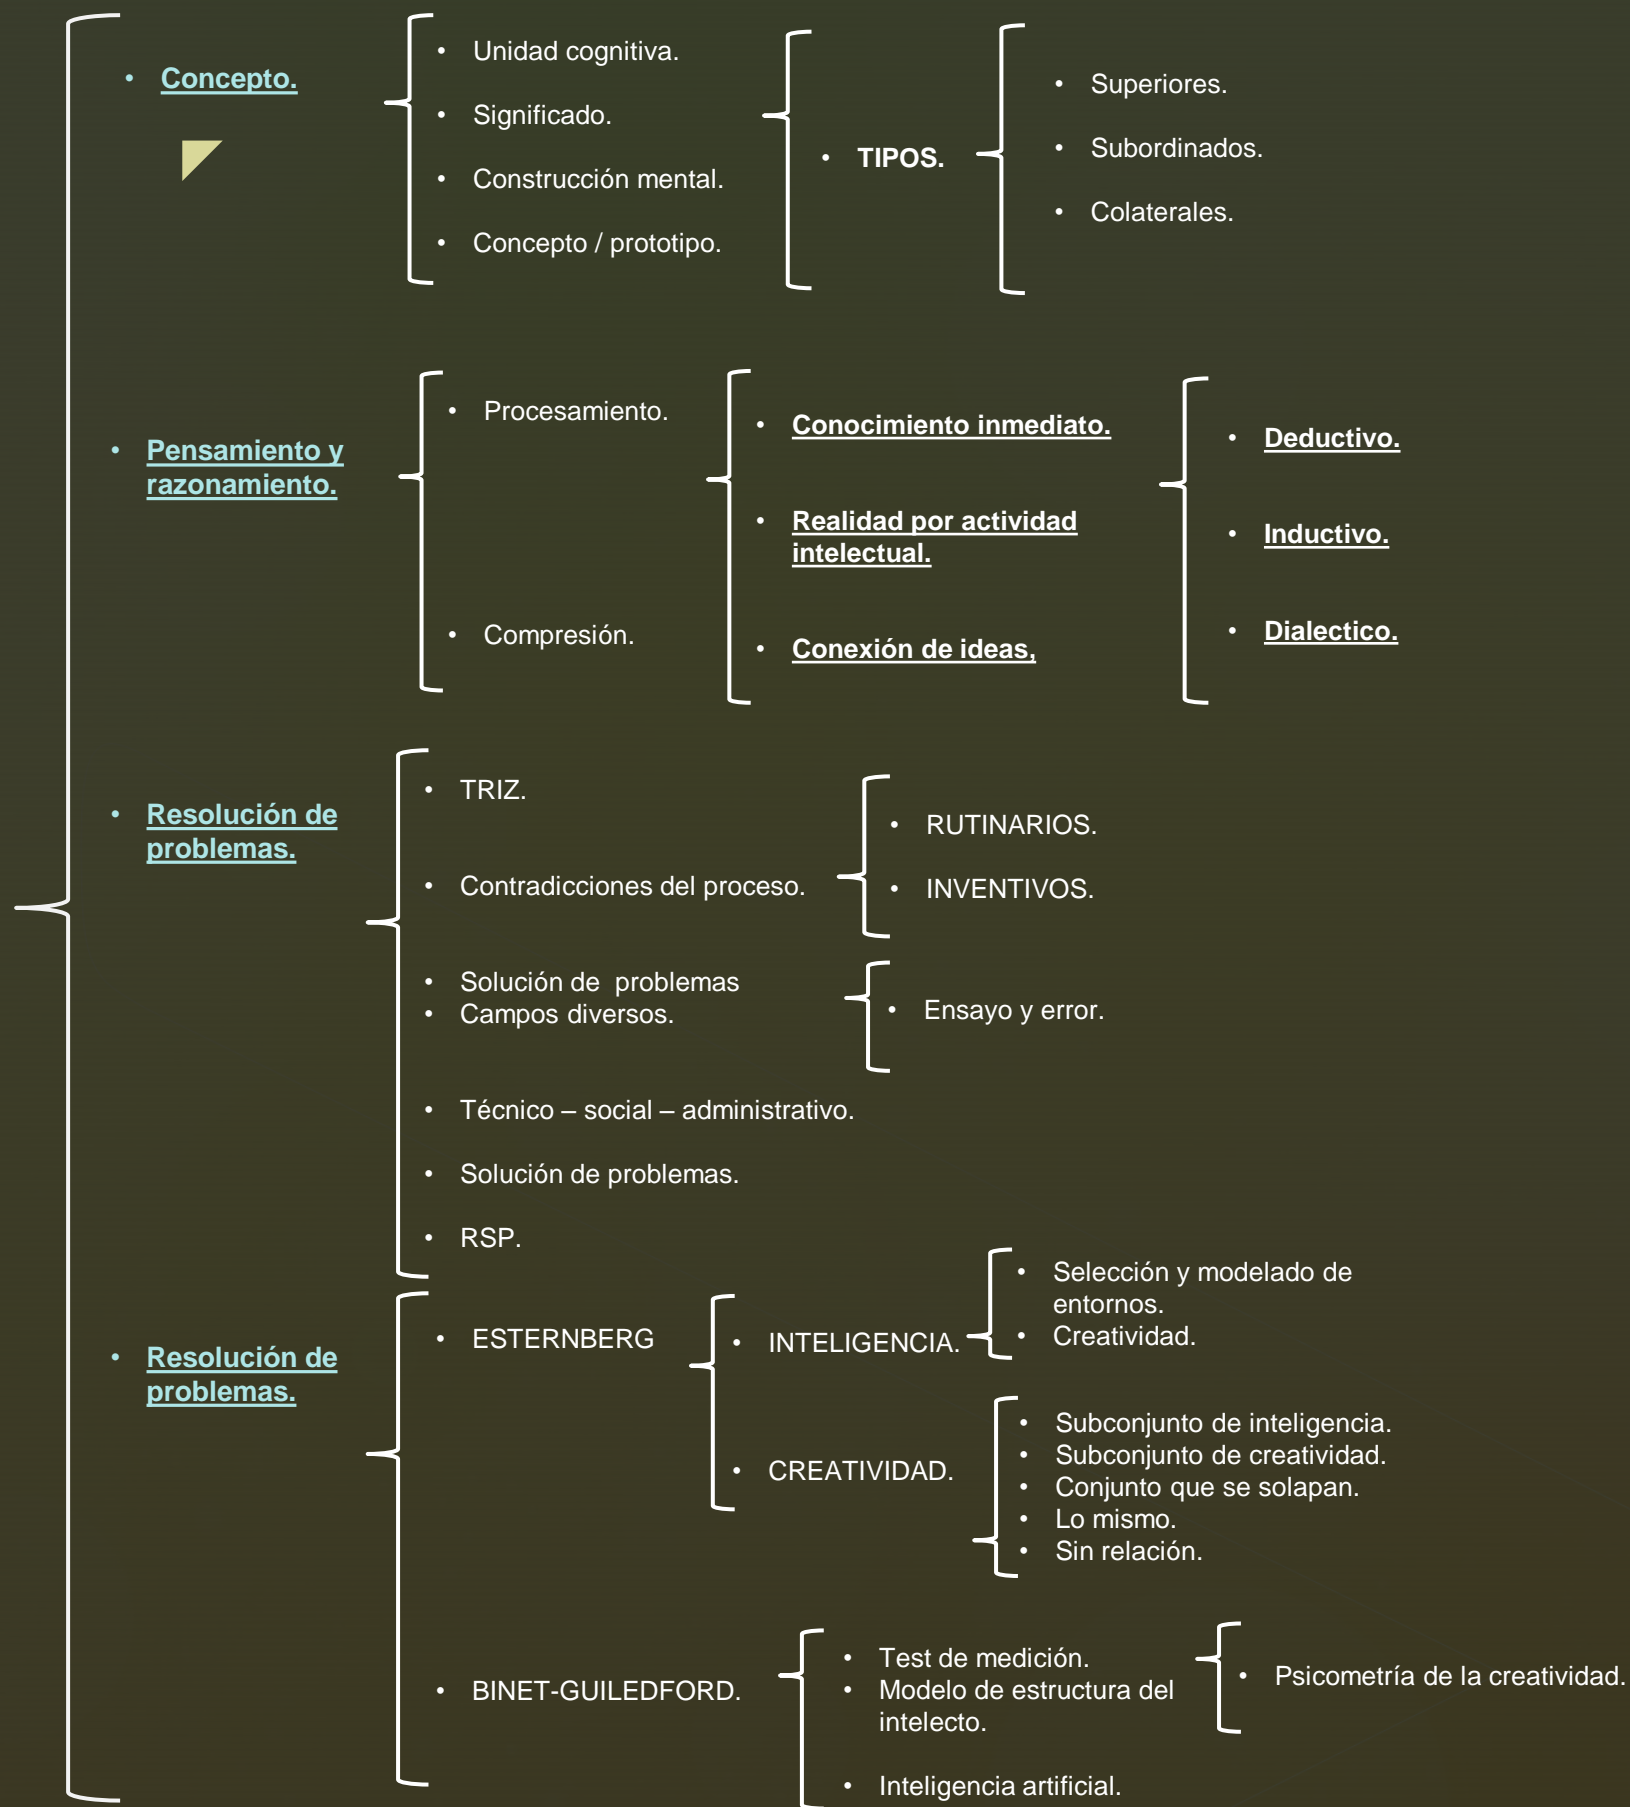 • Concepto.
• Unidad cognitiva.
• Significado.
• Construcción mental.
• Concepto / prototipo.
• TIPOS.
• Superiores.
• Subordinados.
• Colaterales.
• Pensamiento y
razonamiento.
• Procesamiento.
• Compresión.
• Conocimiento inmediato.
• Realidad por actividad
intelectual.
• Conexión de ideas,
• Deductivo.
• Inductivo.
• Dialectico.
• Resolución de
problemas.
• TRIZ.
• Contradicciones del proceso.
• RUTINARIOS.
• INVENTIVOS.
• Solución de  problemas
• Campos diversos.
• Ensayo y error.
• Técnico – social – administrativo.
• Solución de problemas.
• RSP.
• Resolución de
problemas.
• ESTERNBERG
• INTELIGENCIA.
• Selección y modelado de
entornos.
• Creatividad.
• CREATIVIDAD.
• Subconjunto de inteligencia.
• Subconjunto de creatividad.
• Conjunto que se solapan.
• Lo mismo.
• Sin relación.
• BINET-GUILEDFORD.
• Test de medición.
• Modelo de estructura del
intelecto.
• Inteligencia artificial.
• Psicometría de la creatividad.